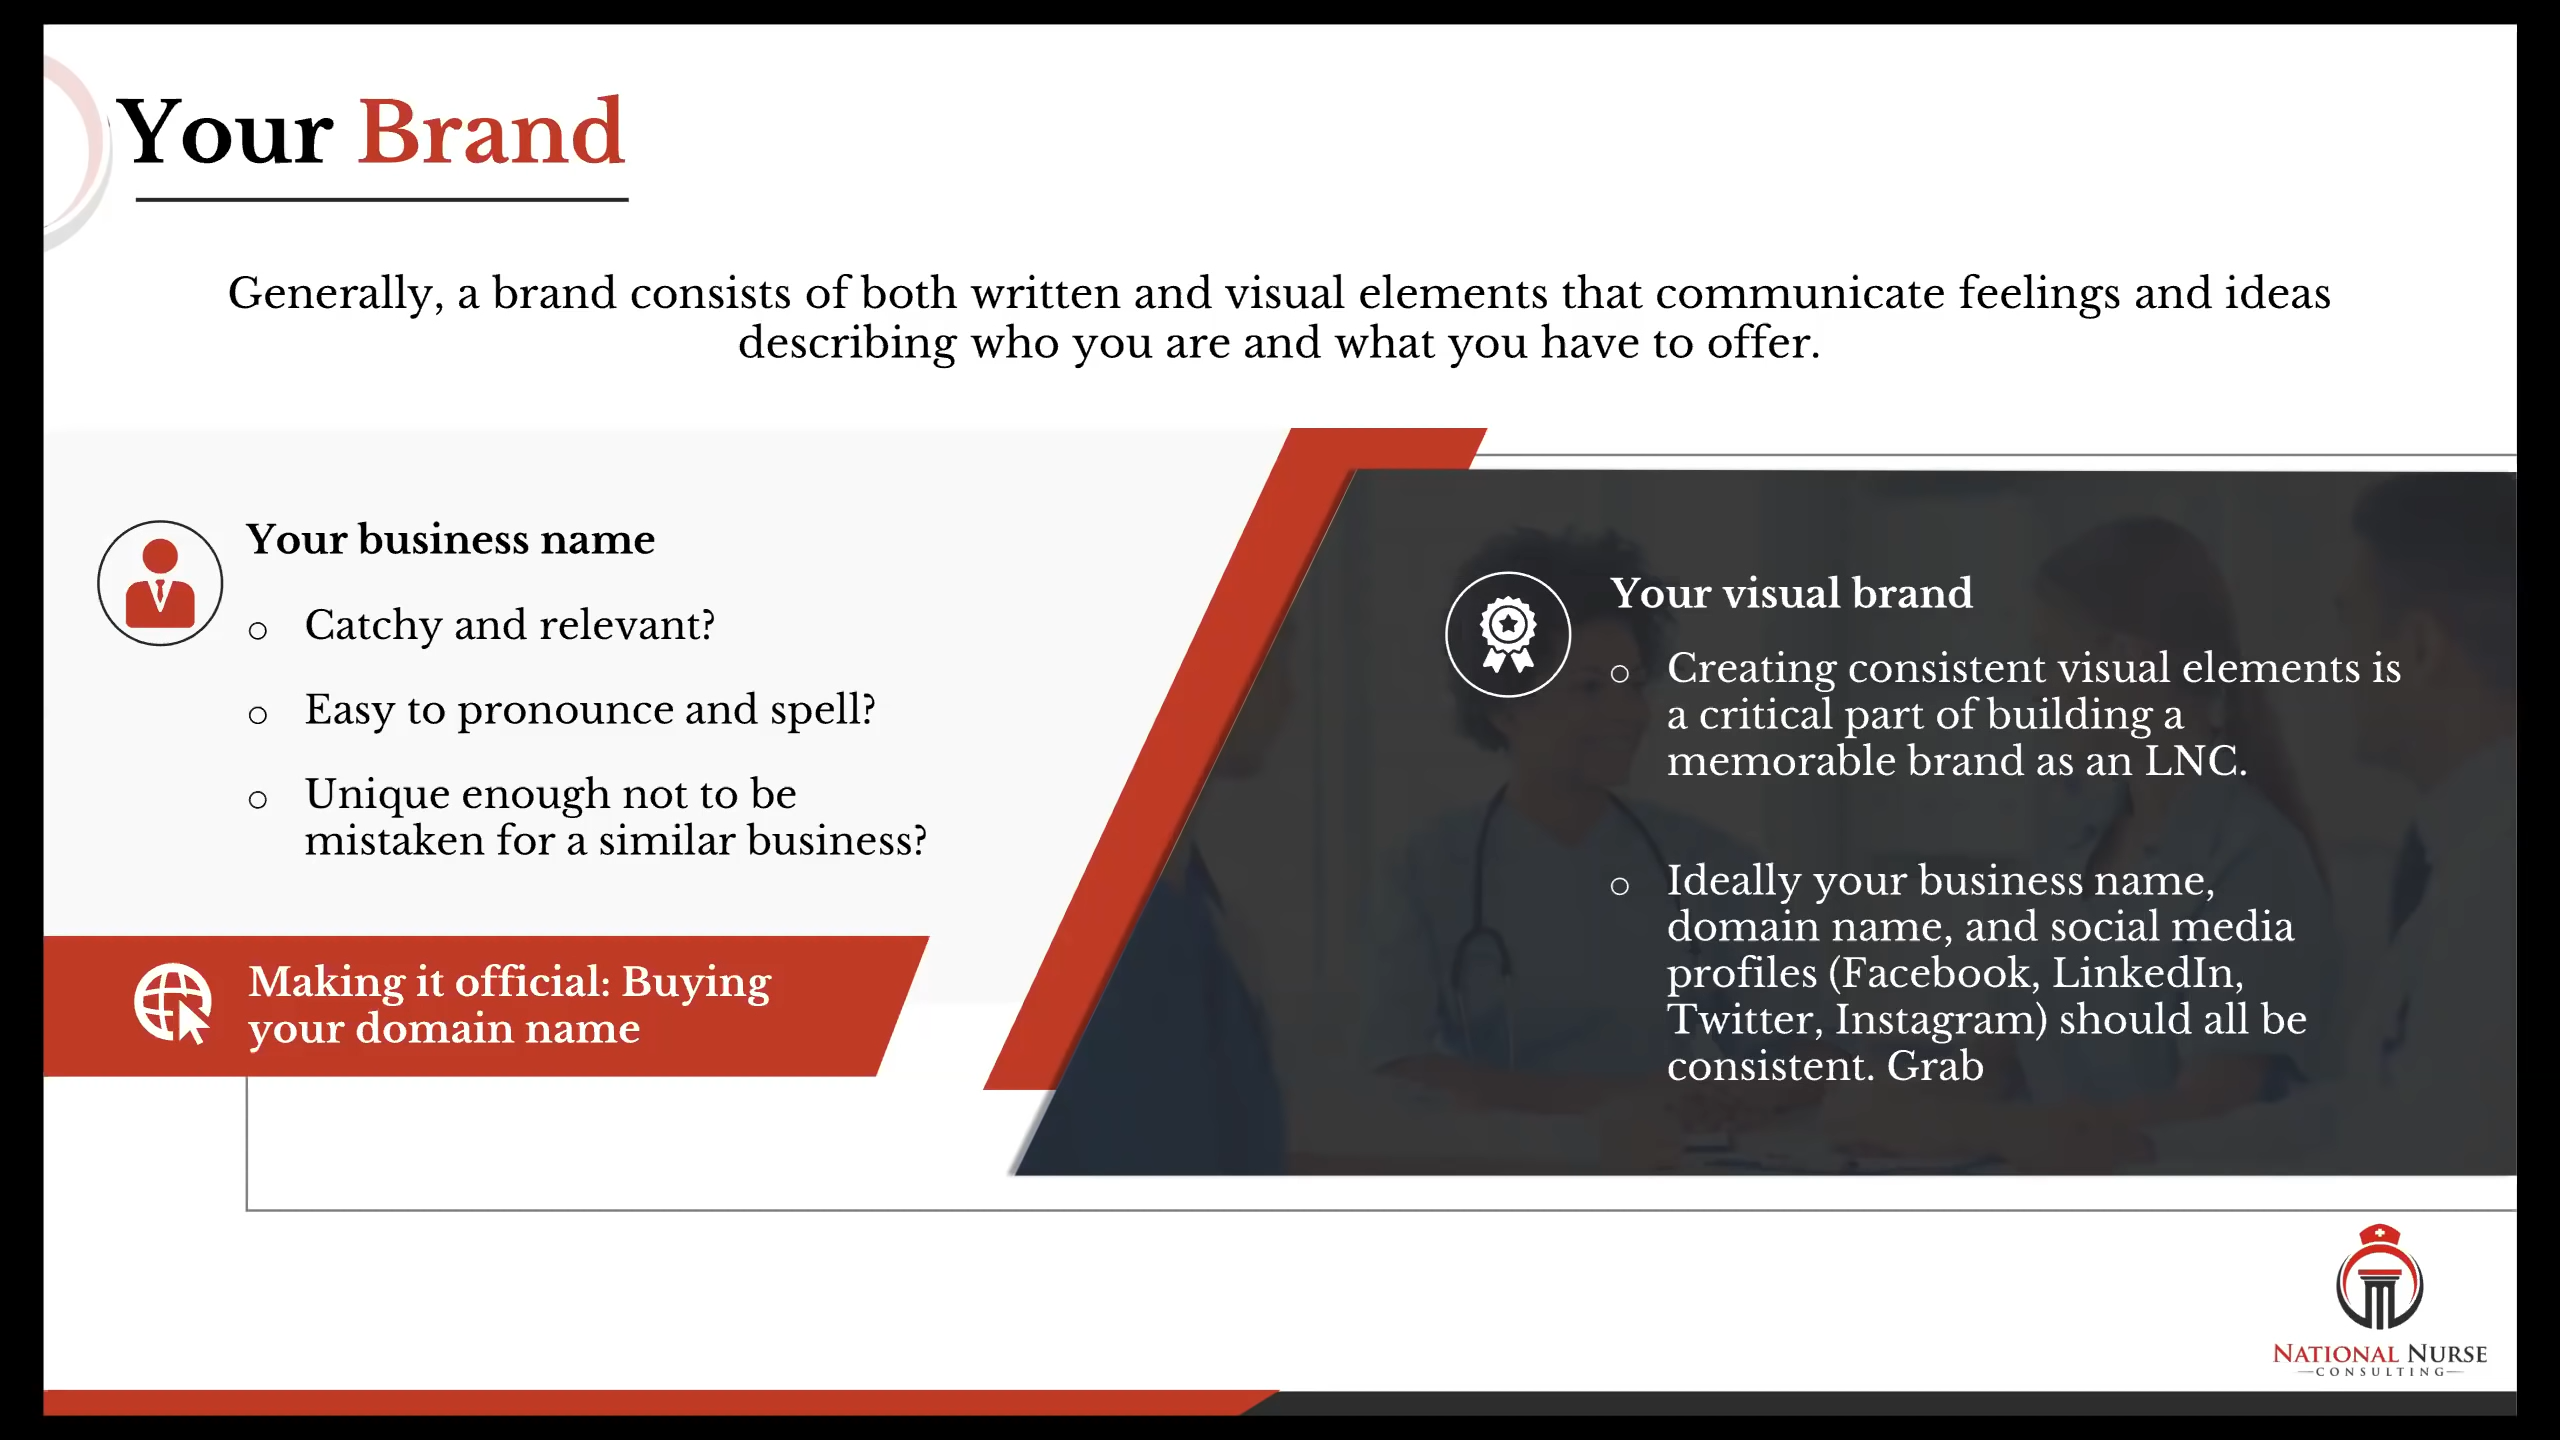 Your Brand
Generally, a brand consists of both written and visual elements that communicate feelings and ideas
describing who you are and what you have to offer.
Your business name
Catchy and relevant?
Easy to pronounce and spell?
Unique enough not to be
mistaken for a similar business?
Making it official: Buying
your domain name
Your visual brand
Creating consistent visual elements is
a critical part of building a
memorable brand as an LNC.
Ideally your business name,
domain name, and social media
profiles (Facebook, LinkedIn,
Twitter, Instagram) should all be
consistent. Grab
NATIONAL NURSE
CONSULTING